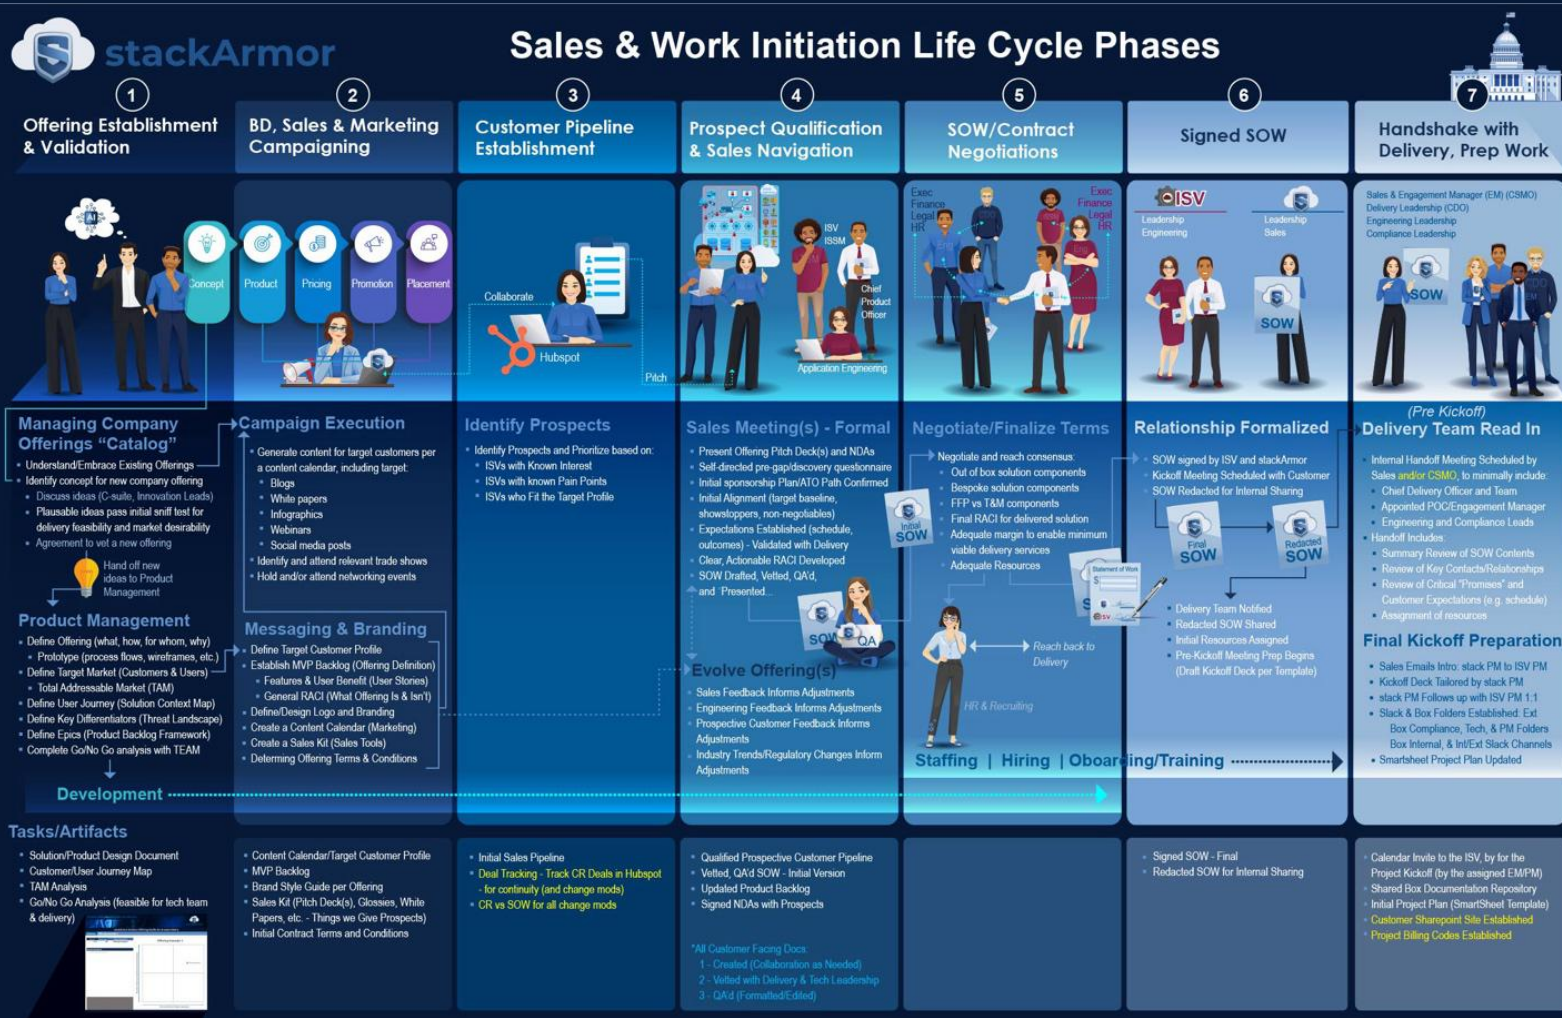 stackArmor
Sales & Work Initiation Life Cycle Phases
1
Offering Establishment
& Validation
2
BD, Sales & Marketing
Campaigning
3
Customer Pipeline
Establishment
4
Prospect Qualification
& Sales Navigation
5
SOW/Contract
Negotiations
6
Signed SOW
7
Handshake with
Delivery, Prep Work
AI
Concept
Product
Pricing
Promotion
Placement
Collaborate
Hubspot
Pitch
ISV
ISSM
Chief
Product
Officer
Application Engineering
Exec
Finance
Legal
HR
Exec
Finance
Legal
HR
Eng
ISV
Leadership
Engineering
Leadership
Sales
SOW
Sales & Engagement Manager (EM) (CSMO)
Delivery Leadership (CDO)
Engineering Leadership
Compliance Leadership
SOW
CDO
EM
Managing Company
Offerings “Catalog”
Understand/Embrace Existing Offerings
Identify concept for new company offering
Discuss ideas (C-suite, Innovation Leads)
Plausable ideas pass initial sniff test for
delivery feasibility and market desirability
Agreement to vet a new offering
Hand off new
ideas to Product
Management
Product Management
Define Offering (what, how, for whom, why)
Prototype (process flows, wireframes, etc.)
Define Target Market (Customers & Users)
Total Addressable Market (TAM)
Define User Journey (Solution Context Map)
Define Key Differentiators (Threat Landscape)
Define Epics (Product Backlog Framework)
Complete Go/No Go analysis with TEAM
Development
Campaign Execution
Generate content for target customers per
a content calendar, including target:
Blogs
White papers
Infographics
Webinars
Social media posts
Identify and attend relevant trade shows
Hold and/or attend networking events
Messaging & Branding
Define Target Customer Profile
Establish MVP Backlog (Offering Definition)
Features & User Benefit (User Stories)
General RACI (What Offering Is & Isn't)
Define/Design Logo and Branding
Create a Content Calendar (Marketing)
Create a Sales Kit (Sales Tools)
Determing Offering Terms & Conditions
Identify Prospects
Identify Prospects and Prioritize based on:
ISVs with Known Interest
ISVs with known Pain Points
ISVs who Fit the Target Profile
Sales Meeting(s) - Formal
Present Offering Pitch Deck(s) and NDAs
Self-directed pre-gap/discovery questionnaire
Initial sponsorship Plan/ATO Path Confirmed
Initial Alignment (target baseline,
showstoppers, non-negotiables)
Expectations Established (schedule,
outcomes) - Validated with Delivery
Clear, Actionable RACI Developed
SOW Drafted, Vetted, QA'd,
and Presented...
SOW
QA
Evolve Offering(s)
Sales Feedback Informs Adjustments
Engineering Feedback Informs Adjustments
Prospective Customer Feedback Informs
Adjustments
Industry Trends/Regulatory Changes Inform
Adjustments
Initial
SOW
Negotiate/Finalize Terms
Negotiate and reach consensus:
Out of box solution components
Bespoke solution components
FFP vs T&M components
Final RACI for delivered solution
Adequate margin to enable minimum
viable delivery services
Adequate Resources
Statement of Work
$
ISV
Reach back to
Delivery
HR & Recruiting
Staffing | Hiring | Oboarding/Training
Relationship Formalized
SOW signed by ISV and stackArmor
Kickoff Meeting Scheduled with Customer
SOW Redacted for Internal Sharing
Final
SOW
Redacted
SOW
Delivery Team Notified
Redacted SOW Shared
Initial Resources Assigned
Pre-Kickoff Meeting Prep Begins
(Draft Kickoff Deck per Template)
(Pre Kickoff)
Delivery Team Read In
Internal Handoff Meeting Scheduled by
Sales and/or CSMO, to minimally include:
Chief Delivery Officer and Team
Appointed POC/Engagement Manager
Engineering and Compliance Leads
Handoff Includes:
Summary Review of SOW Contents
Review of Key Contacts/Relationships
Review of Critical "Promises" and
Customer Expectations (e.g. schedule)
Assignment of resources
Final Kickoff Preparation
Sales Emails Intro: stack PM to ISV PM
Kickoff Deck Tailored by stack PM
stack PM Follows up with ISV PM 1:1
Slack & Box Folders Established: Ext
Box Compliance, Tech, & PM Folders
Box Internal, & Int/Ext Slack Channels
Smartsheet Project Plan Updated
Tasks/Artifacts
Solution/Product Design Document
Customer/User Journey Map
TAM Analysis
Go/No Go Analysis (feasible for tech team
& delivery)
Content Calendar/Target Customer Profile
MVP Backlog
Brand Style Guide per Offering
Sales Kit (Pitch Deck(s), Glossies, White
Papers, etc. - Things we Give Prospects)
Initial Contract Terms and Conditions
Initial Sales Pipeline
Deal Tracking - Track CR Deals in Hubspot
- for continuity (and change mods)
CR vs SOW for all change mods
Qualified Prospective Customer Pipeline
Vetted, QA'd SOW - Initial Version
Updated Product Backlog
Signed NDAs with Prospects
*All Customer Facing Docs:
1 - Created (Collaboration as Needed)
2 - Vetted with Delivery & Tech Leadership
3 - QA'd (Formatted/Edited)
Signed SOW - Final
Redacted SOW for Internal Sharing
Calendar Invite to the ISV, by for the
Project Kickoff (by the assigned EM/PM)
Shared Box Documentation Repository
Initial Project Plan (SmartSheet Template)
Customer Sharepoint Site Established
Project Billing Codes Established